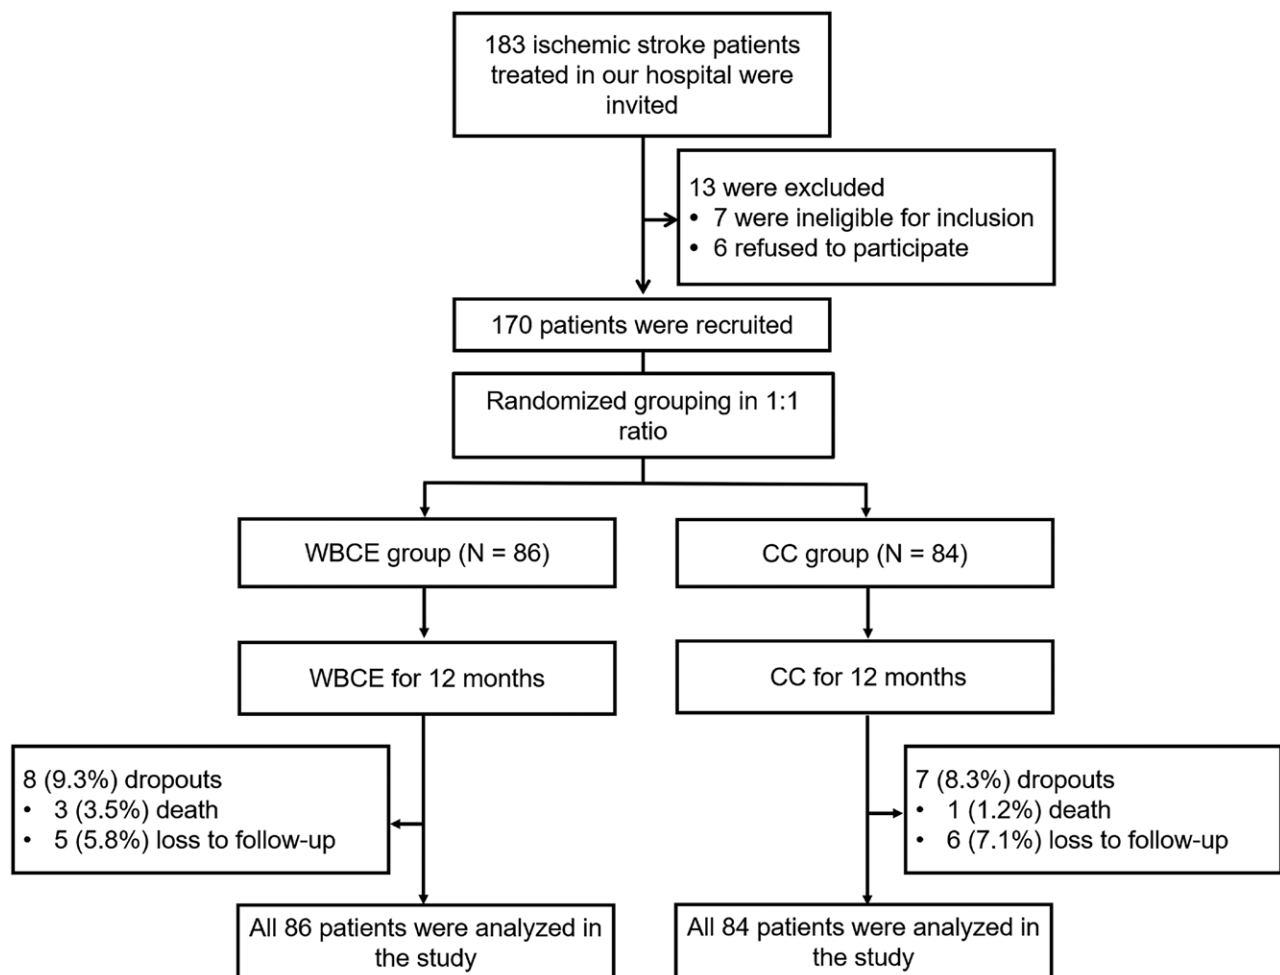 183 ischemic stroke patients
treated in our hospital were
invited
13 were excluded
• 7 were ineligible for inclusion
• 6 refused to participate
170 patients were recruited
Randomized grouping in 1:1
ratio
WBCE group (N = 86)
CC group (N = 84)
WBCE for 12 months
CC for 12 months
8 (9.3%) dropouts
• 3 (3.5%) death
• 5 (5.8%) loss to follow-up
7 (8.3%) dropouts
• 1 (1.2%) death
• 6 (7.1%) loss to follow-up
All 86 patients were analyzed in
the study
All 84 patients were analyzed in
the study